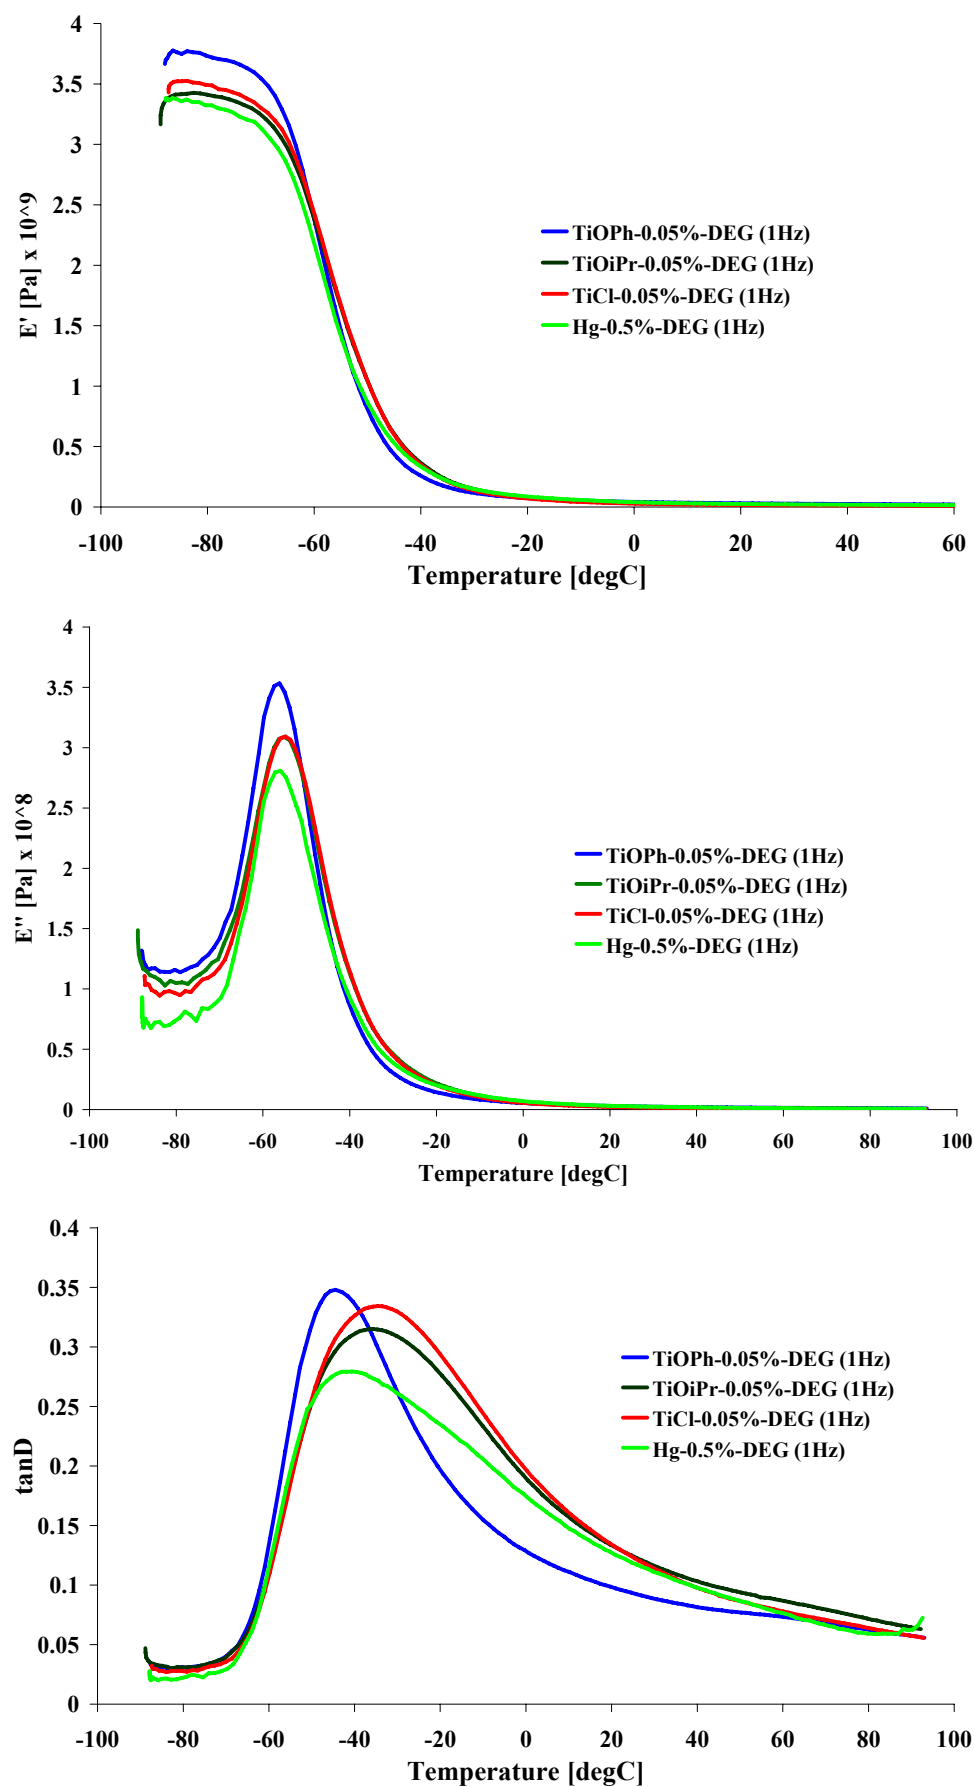 4
3.5
3
2.5
2
1.5
1
0.5
0
E' [Pa] x 10^9
TiOPh-0.05%-DEG (1Hz)
TiOiPr-0.05%-DEG (1Hz)
TiCl-0.05%-DEG (1Hz)
Hg-0.5%-DEG (1Hz)
-100 -80 -60 -40 -20 0 20 40 60
Temperature [degC]
4
3.5
3
2.5
2
1.5
1
0.5
0
E'' [Pa] x 10^8
TiOPh-0.05%-DEG (1Hz)
TiOiPr-0.05%-DEG (1Hz)
TiCl-0.05%-DEG (1Hz)
Hg-0.5%-DEG (1Hz)
-100 -80 -60 -40 -20 0 20 40 60 80 100
Temperature [degC]
0.4
0.35
0.3
0.25
0.2
0.15
0.1
0.05
0
tanD
TiOPh-0.05%-DEG (1Hz)
TiOiPr-0.05%-DEG (1Hz)
TiCl-0.05%-DEG (1Hz)
Hg-0.5%-DEG (1Hz)
-100 -80 -60 -40 -20 0 20 40 60 80 100
Temperature [degC]